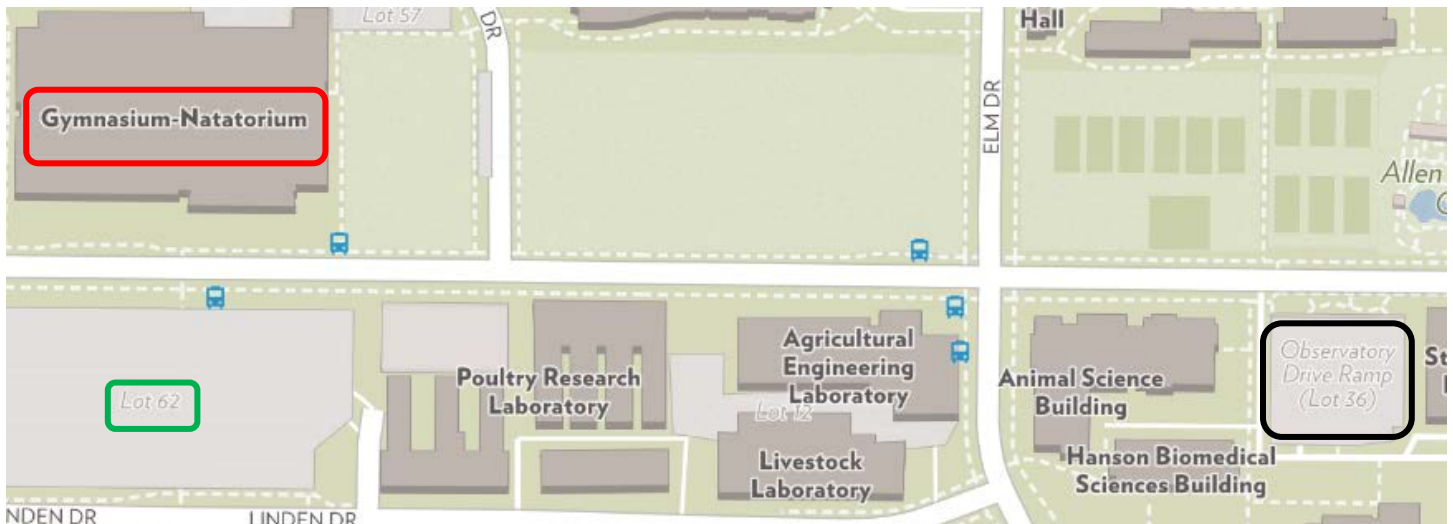 Lot 57
DR
Hall
Gymnasium-Natatorium
ELM DR
Allen
Agricultural
Engineering
Laboratory
Observatory
Drive Ramp
(Lot 36)
St
Poultry Research
Laboratory
Animal Science
Building
Lot 62
Lot 12
Livestock
Laboratory
Hanson Biomedical
Sciences Building
NDEN DR
LINDEN DR